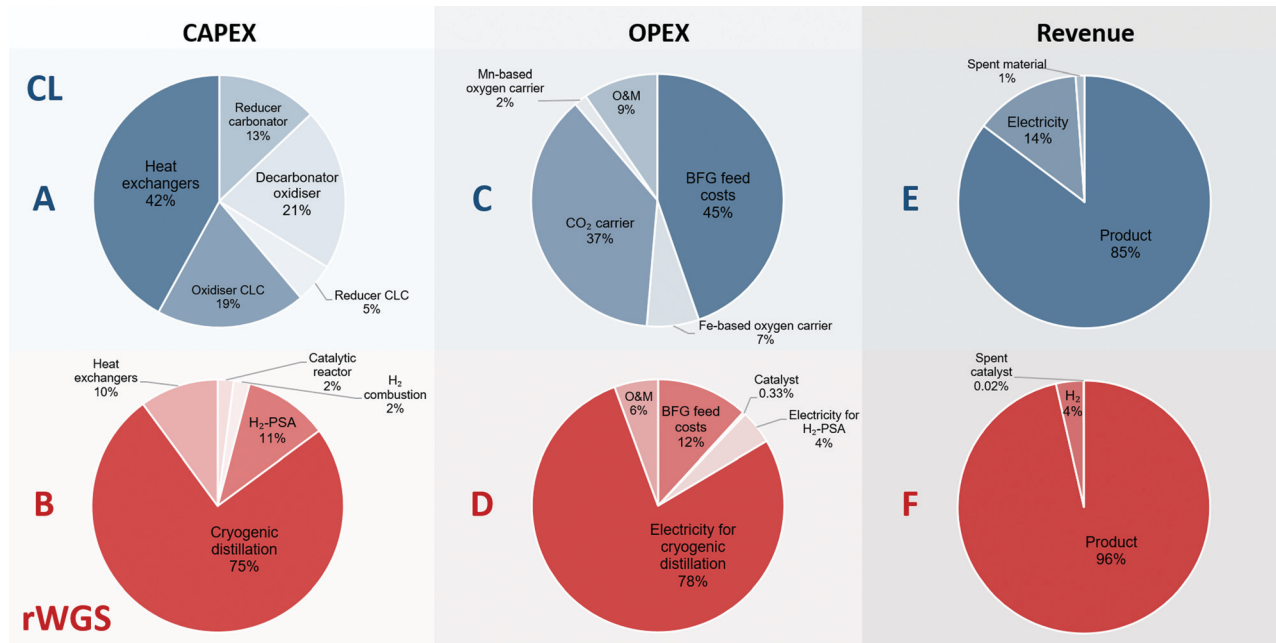 CAPEX
OPEX
Revenue
CL
A
Reducer
carbonator
13%
Decarbonator
oxidiser
21%
Reducer CLC
5%
Oxidiser CLC
19%
Heat
exchangers
42%
C
Mn-based
oxygen carrier
2%
O&M
9%
BFG feed
costs
45%
CO₂ carrier
37%
Fe-based oxygen carrier
7%
E
Spent material
1%
Electricity
14%
Product
85%
B
rWGS
Heat
exchangers
10%
Catalytic
reactor
2%
H₂
combustion
2%
H₂-PSA
11%
Cryogenic
distillation
75%
D
O&M
6%
BFG feed
costs
12%
Catalyst
0.33%
Electricity for
H₂-PSA
4%
Electricity for
cryogenic
distillation
78%
F
Spent
catalyst
0.02%
H₂
4%
Product
96%